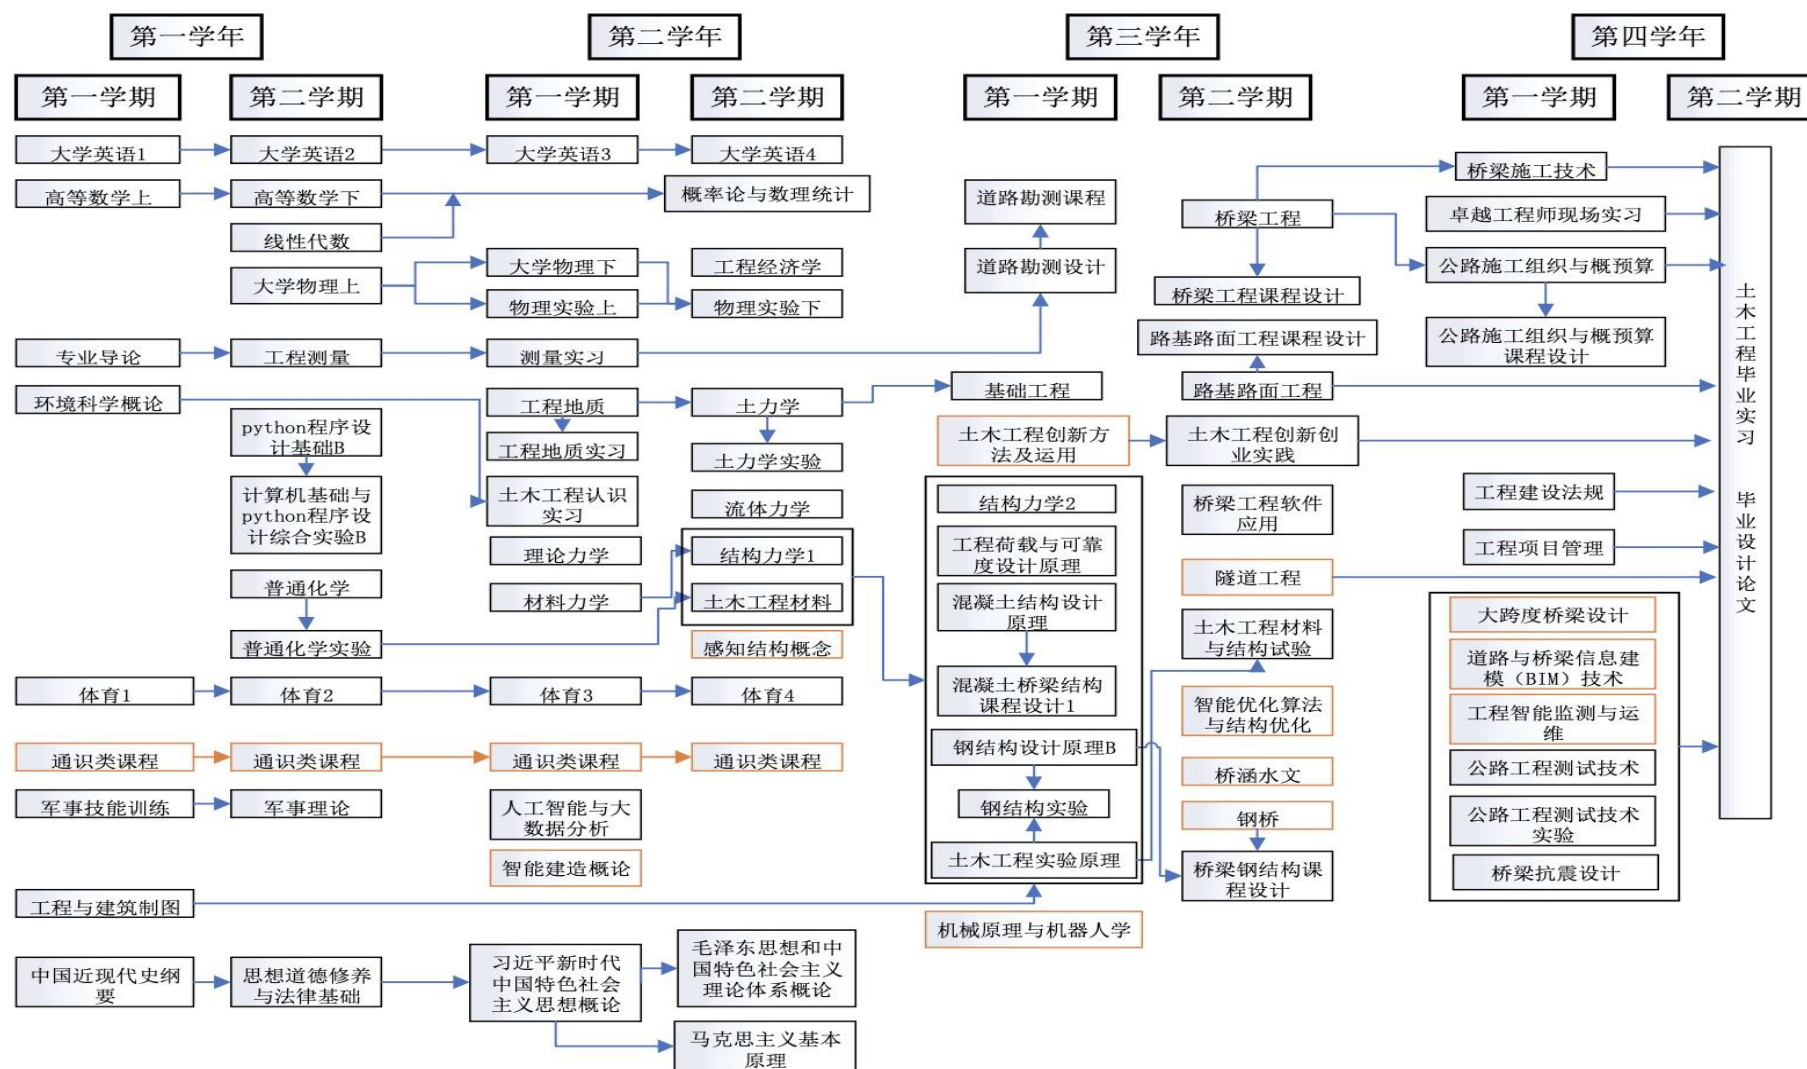 第一学年
第二学年
第三学年
第四学年
第一学期
第二学期
第一学期
第二学期
第一学期
第二学期
第一学期
第二学期
大学英语1
大学英语2
大学英语3
大学英语4
高等数学上
高等数学下
概率论与数理统计
线性代数
大学物理上
大学物理下
工程经济学
物理实验上
物理实验下
专业导论
工程测量
测量实习
道路勘测课程
道路勘测设计
环境科学概论
python程序设
计基础B
计算机基础与
python程序设
计综合实验B
普通化学
普通化学实验
工程地质
工程地质实习
土木工程认识
实习
理论力学
材料力学
土力学
土力学实验
流体力学
结构力学1
土木工程材料
感知结构概念
体育1
体育2
体育3
体育4
通识类课程
通识类课程
通识类课程
通识类课程
军事技能训练
军事理论
人工智能与大
数据分析
智能建造概论
工程与建筑制图
中国近现代史纲
要
思想道德修养
与法律基础
习近平新时代
中国特色社会
主义思想概论
毛泽东思想和中
国特色社会主义
理论体系概论
马克思主义基本
原理
基础工程
土木工程创新方
法及运用
结构力学2
工程荷载与可靠
度设计原理
混凝土结构设计
原理
混凝土桥梁结构
课程设计1
钢结构设计原理B
钢结构实验
土木工程实验原理
机械原理与机器人学
桥梁工程
桥梁工程课程设计
路基路面工程课程设计
路基路面工程
土木工程创新创
业实践
桥梁工程软件
应用
隧道工程
土木工程材料
与结构试验
智能优化算法
与结构优化
桥涵水文
钢桥
桥梁钢结构课
程设计
桥梁施工技术
卓越工程师现场实习
公路施工组织与概预算
公路施工组织与概预算
课程设计
工程建设法规
工程项目管理
大跨度桥梁设计
道路与桥梁信息建
模（BIM）技术
工程智能监测与运
维
公路工程测试技术
公路工程测试技术
实验
桥梁抗震设计
土木工程毕业实习 毕业设计论文